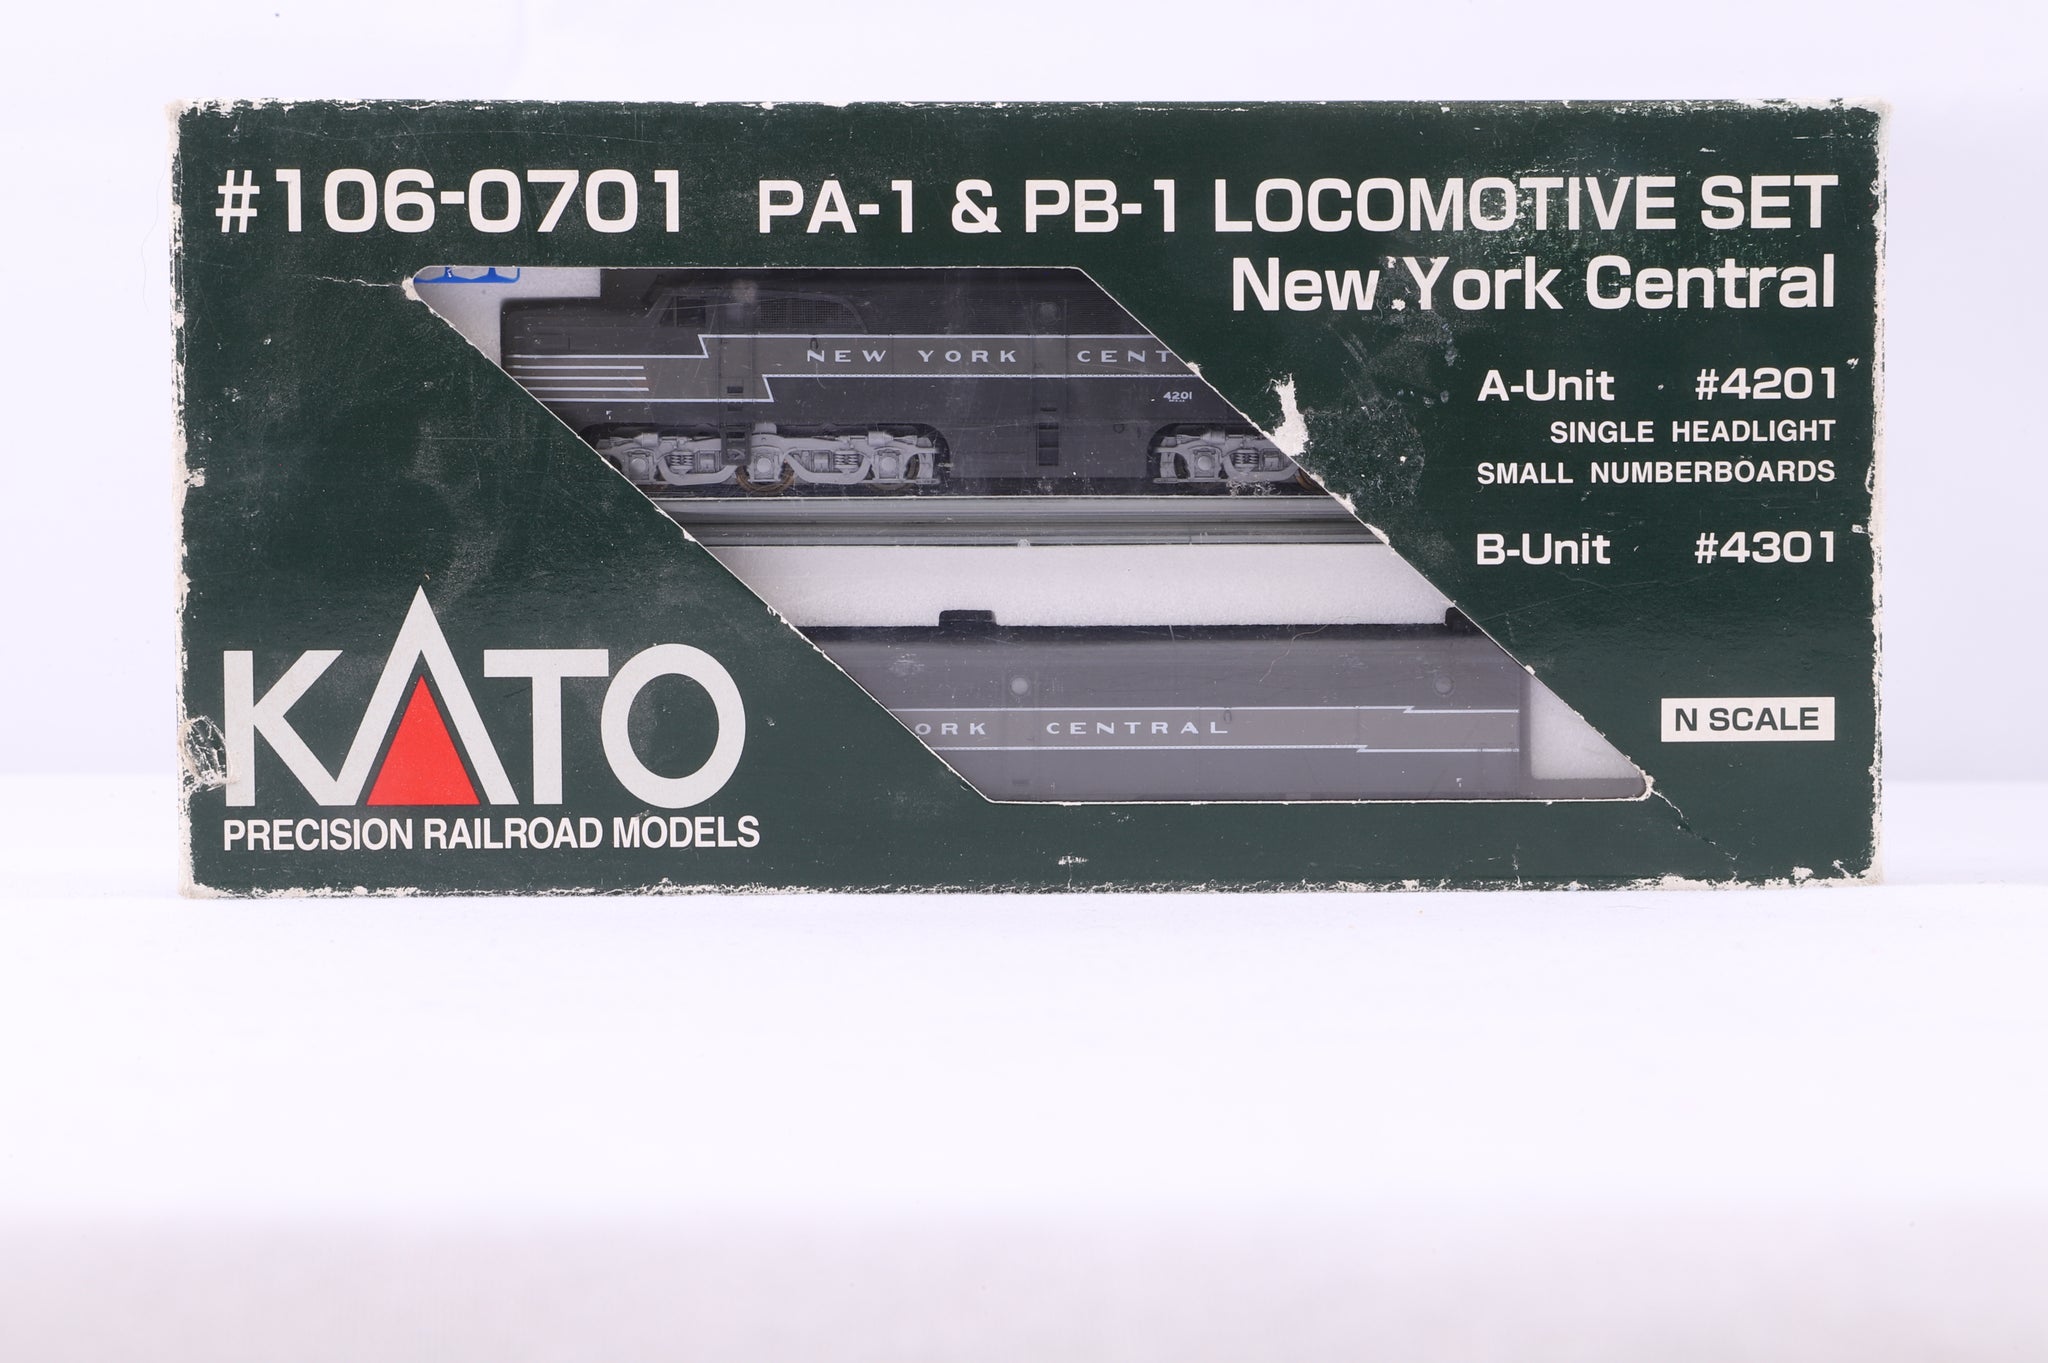 #106-0701 PA-1 & PB-1 LOCOMOTIVE SET
New York Central
NEW YORK CENT
4201
A-Unit #4201
SINGLE HEADLIGHT
SMALL NUMBERBOARDS
B-Unit #4301
ORK CENTRAL
N SCALE
KATO
PRECISION RAILROAD MODELS